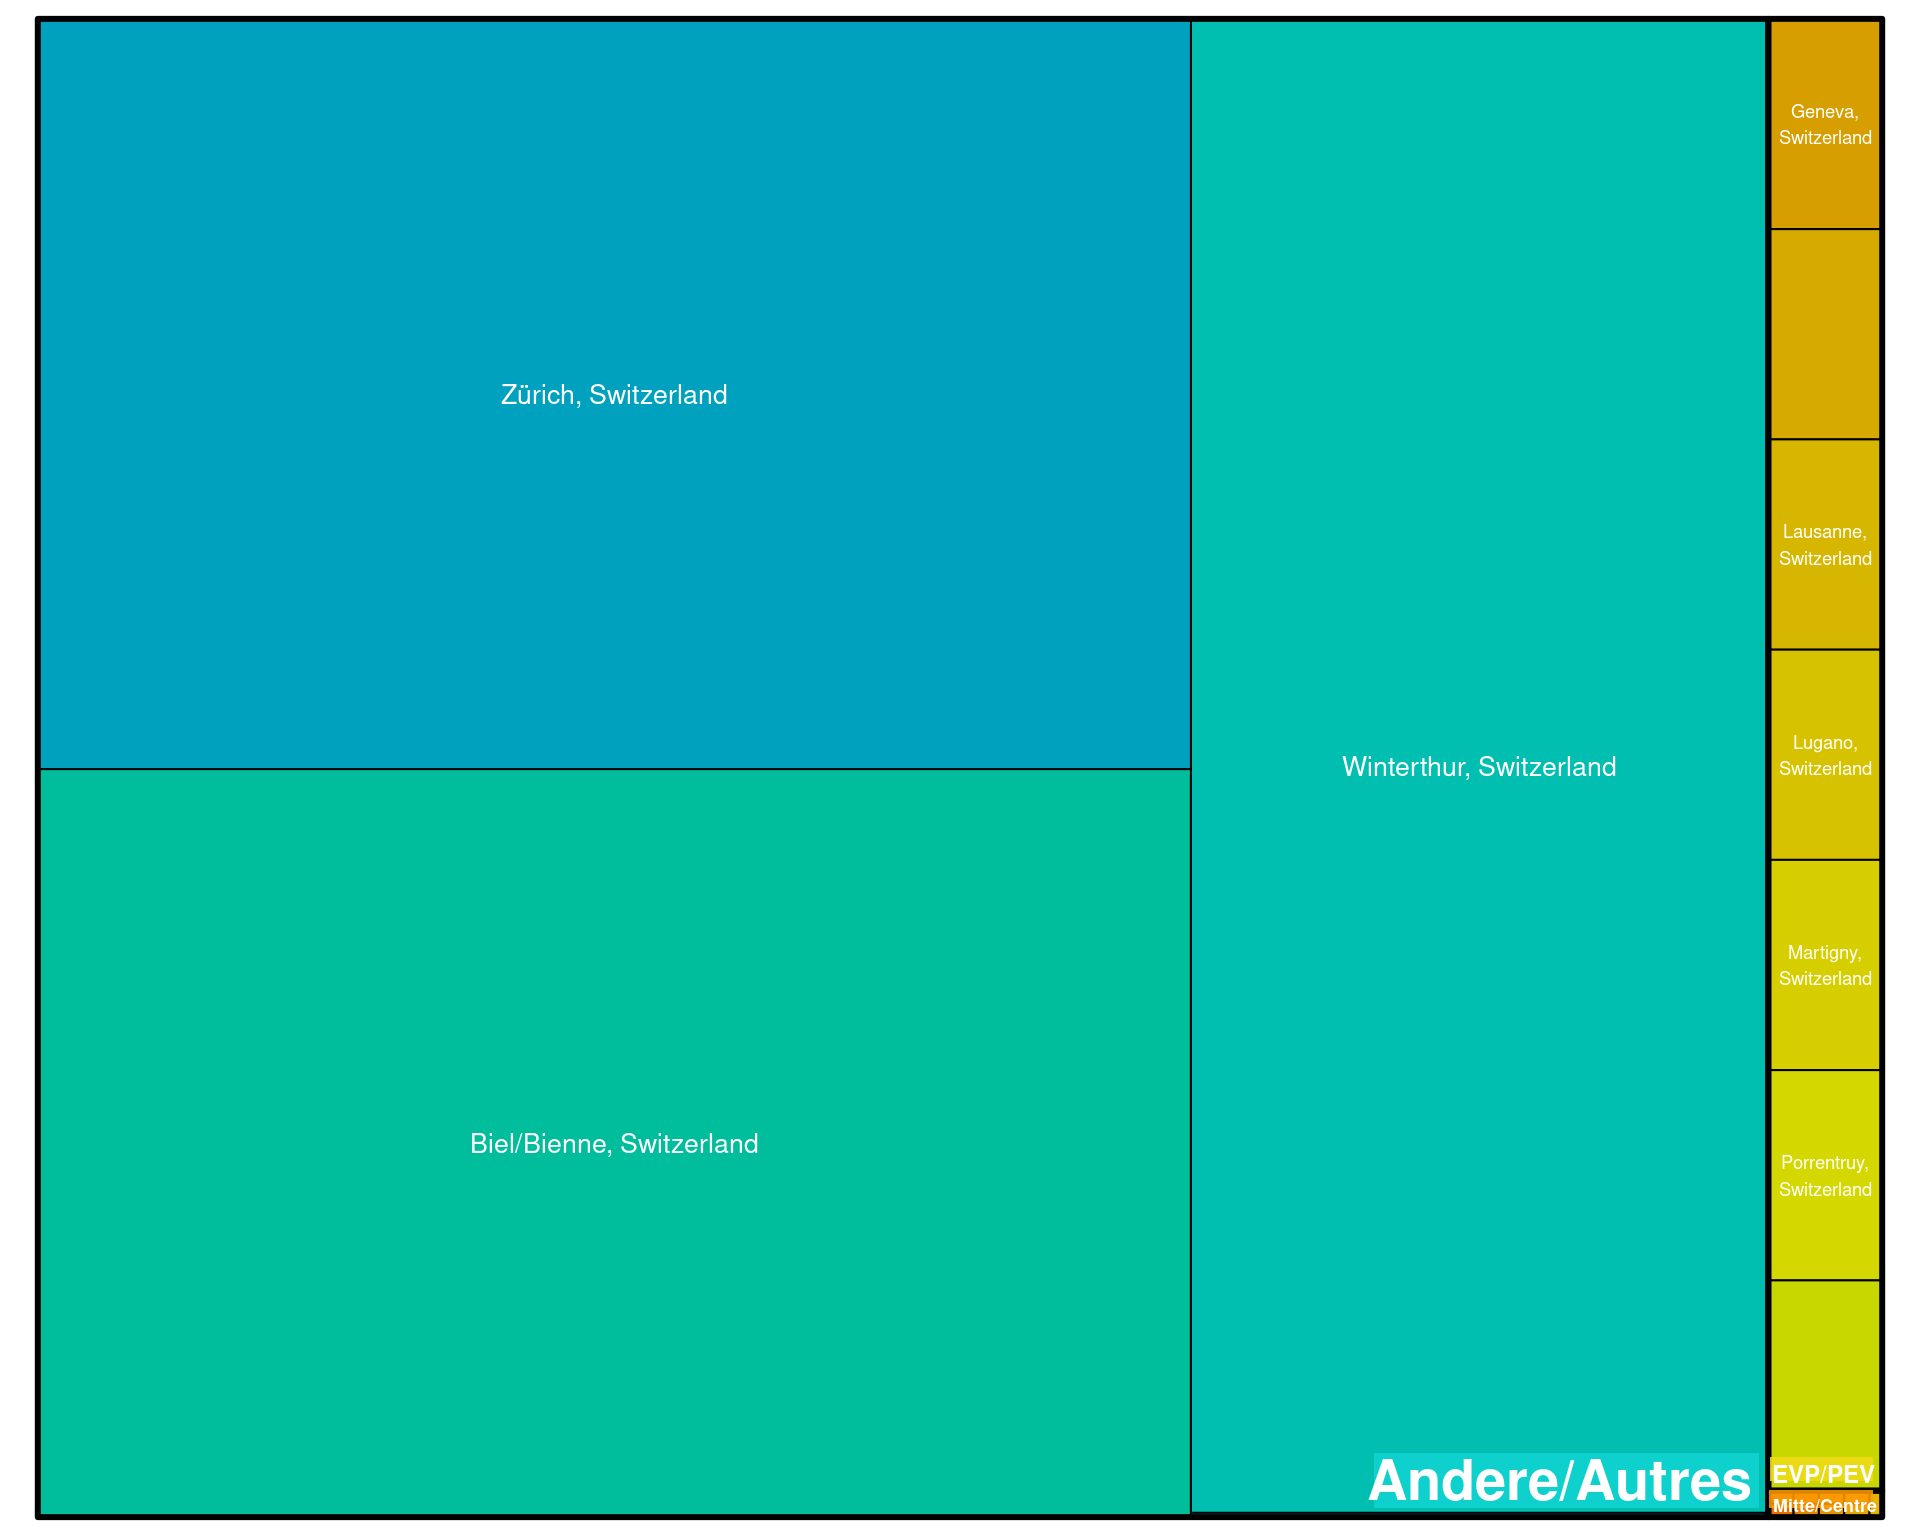 Zürich, Switzerland
Biel/Bienne, Switzerland
Winterthur, Switzerland
Andere/Autres
Geneva,
Switzerland
Lausanne,
Switzerland
Lugano,
Switzerland
Martigny,
Switzerland
Porrentruy,
Switzerland
EVP/PEV
Mitte/Centre